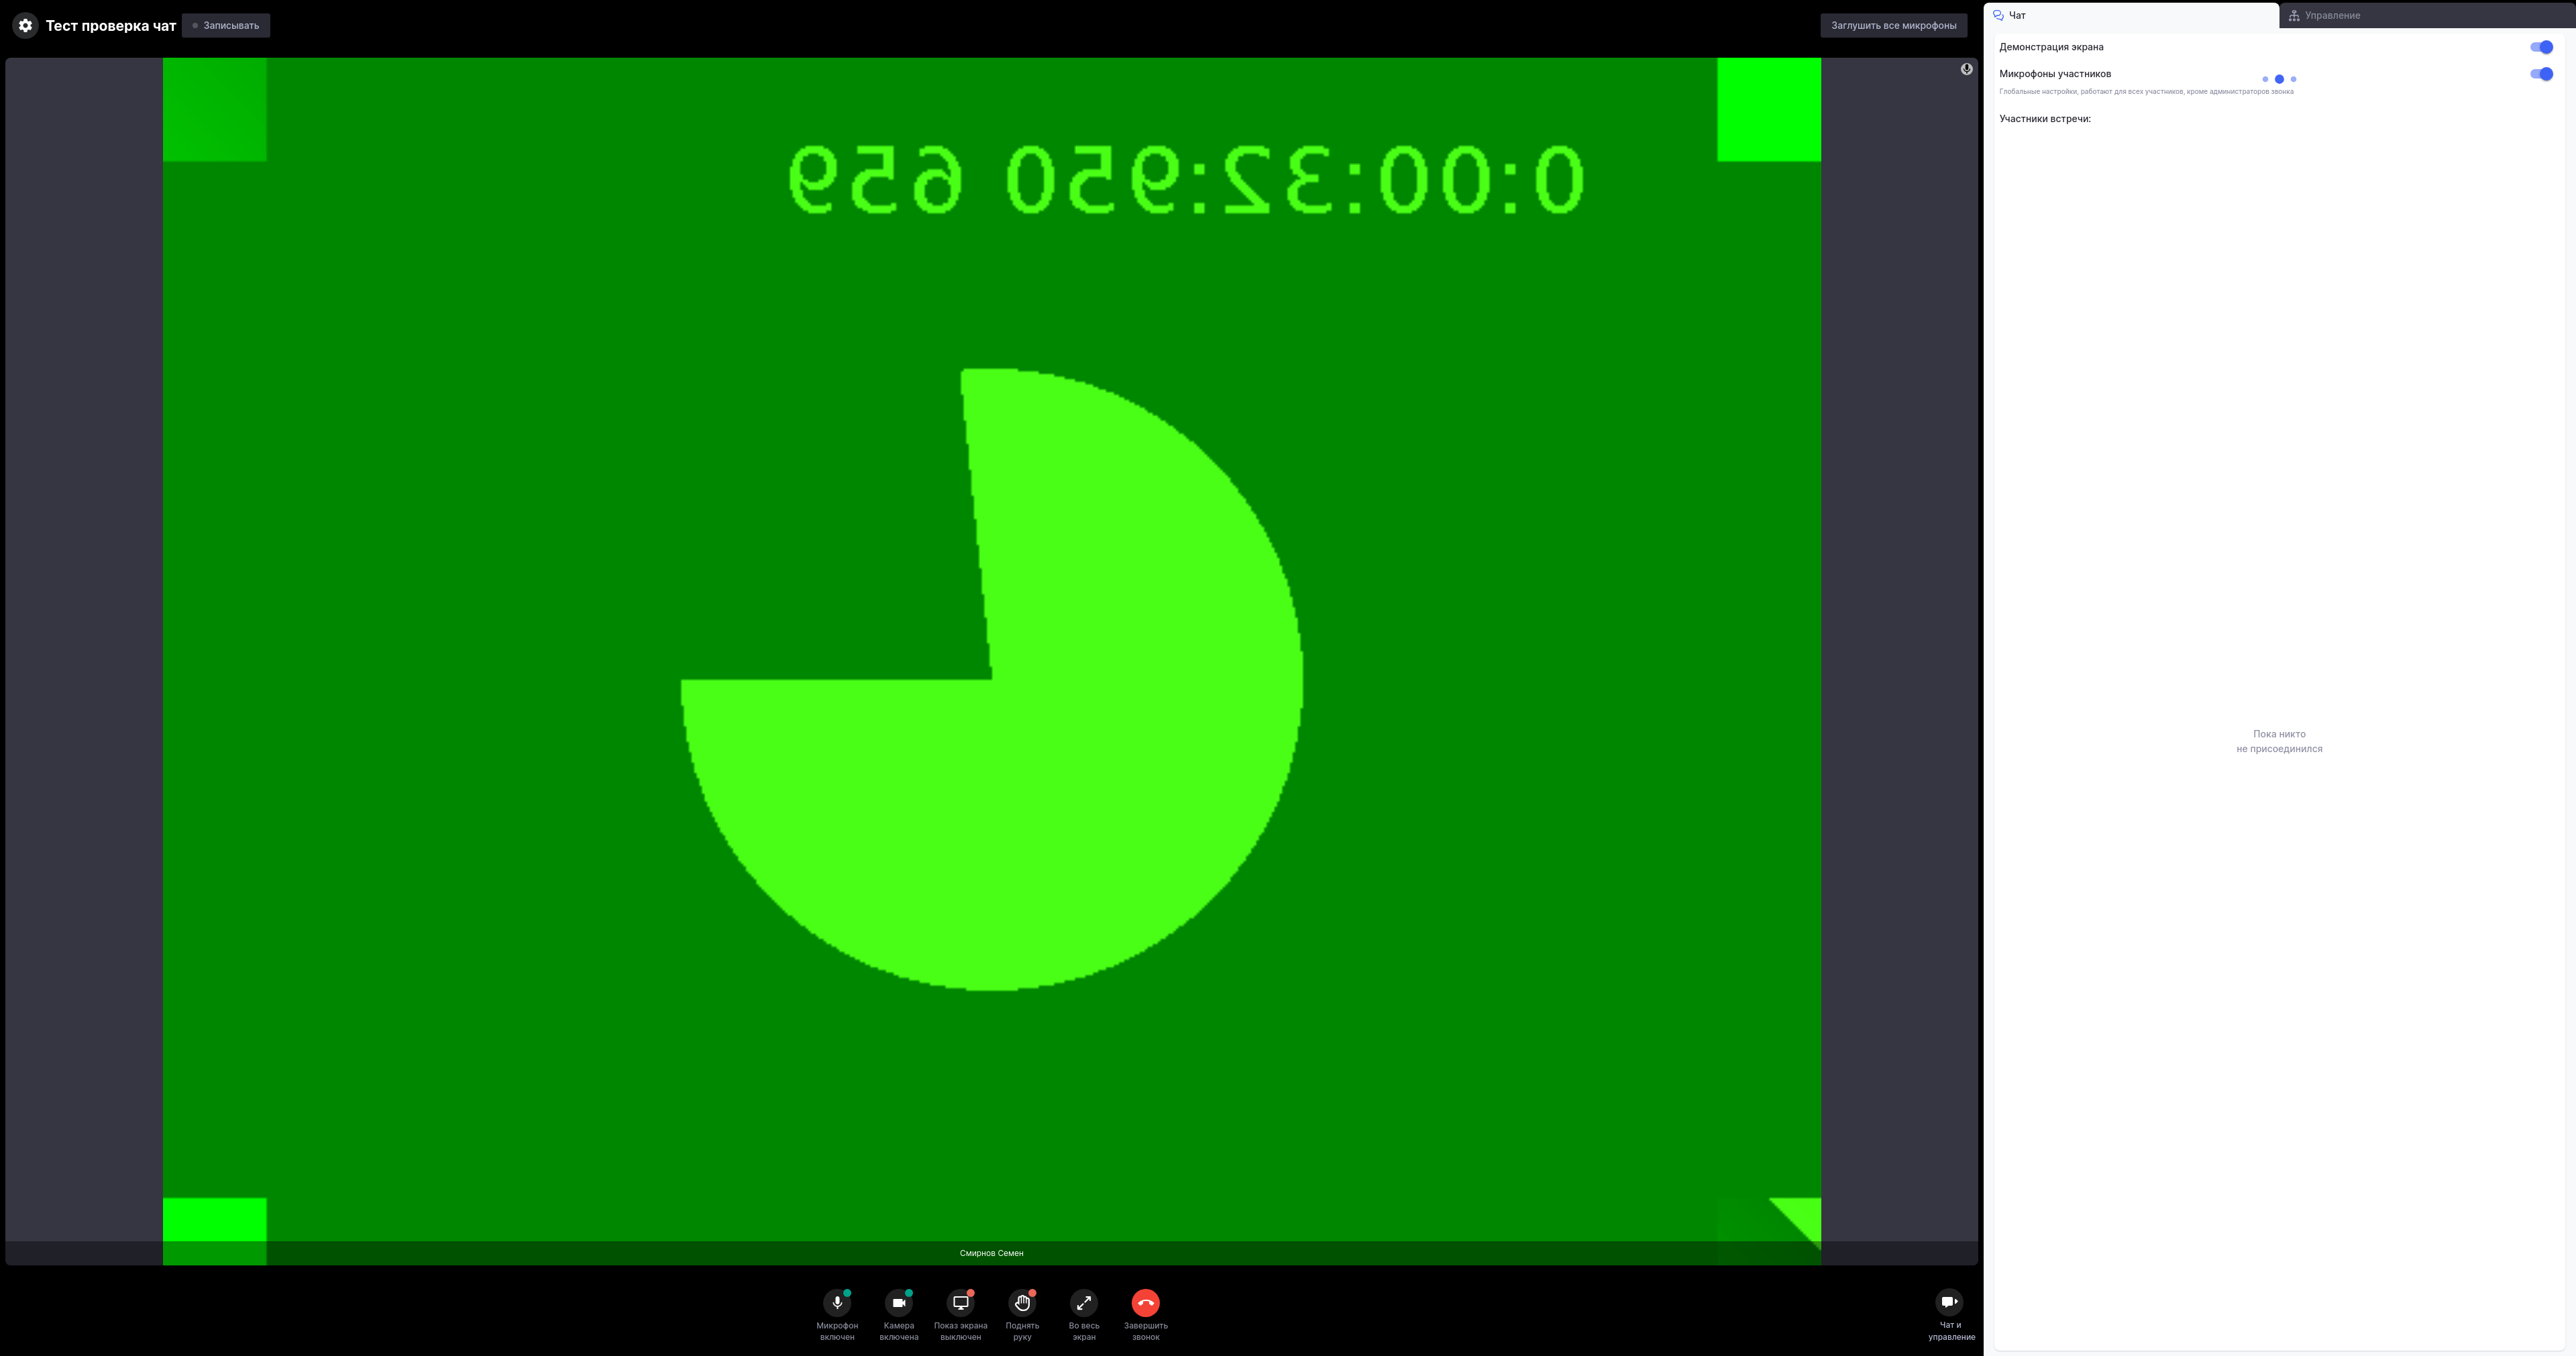 Тест проверка чат
Записывать
Заглушить все микрофоны
Чат
Управление
Демонстрация экрана
Микрофоны участников
Глобальные настройки, работают для всех участников, кроме администраторов звонка
Участники встречи:
0:00:32:950 659
Пока никто
не присоединился
Смирнов Семен
Микрофон
включен
Камера
включена
Показ экрана
выключен
Поднять
руку
Во весь
экран
Завершить
звонок
Чат и
управление